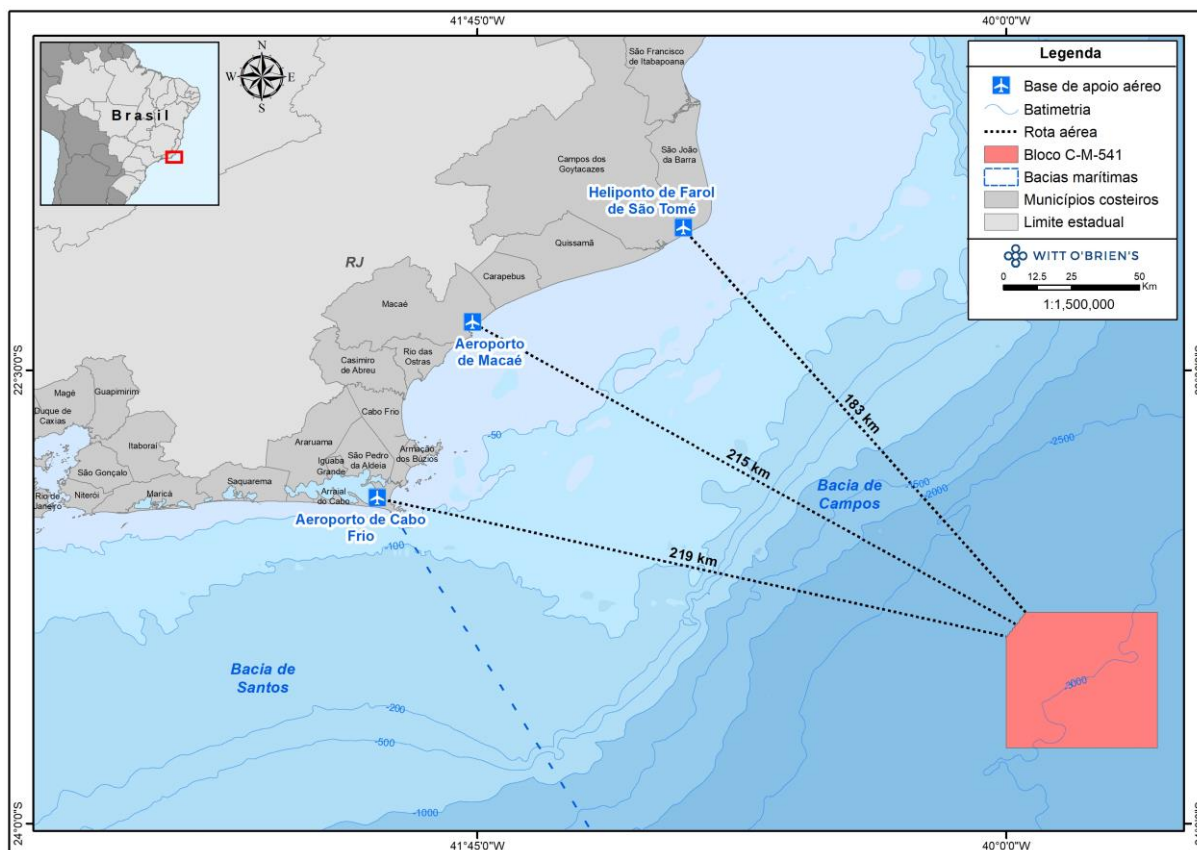 41°45'0"W
40°0'0"W
Brasil
N
W
E
S
São Francisco
de Itabapoana
Campos dos
Goytacazes
São João
da Barra
Heliponto de Farol
de São Tomé
Quissamã
RJ
Carapebus
Macaé
Aeroporto
de Macaé
Rio das
Ostras
Casimiro
de Abreu
Magé
Guapimirim
Duque de
Caxias
Cabo Frio
Itaboraí
Araruama
São Pedro
da Aldeia
Armação
dos Búzios
Iguaba
Grande
São Gonçalo
Saquarema
Rio de
Janeiro
Niterói
Maricá
Arraial
do Cabo
Aeroporto de Cabo
Frio
22°30'0"S
-50
-100
183 km
215 km
219 km
-2500
-1500
-2000
Bacia de
Campos
Bacia de
Santos
-200
-500
-1000
-3000
24°0'0"S
41°45'0"W
40°0'0"W
Legenda
Base de apoio aéreo
Batimetria
Rota aérea
Bloco C-M-541
Bacias marítimas
Municípios costeiros
Limite estadual
WITT O'BRIEN'S
0 12.5 25 50
Km
1:1,500,000